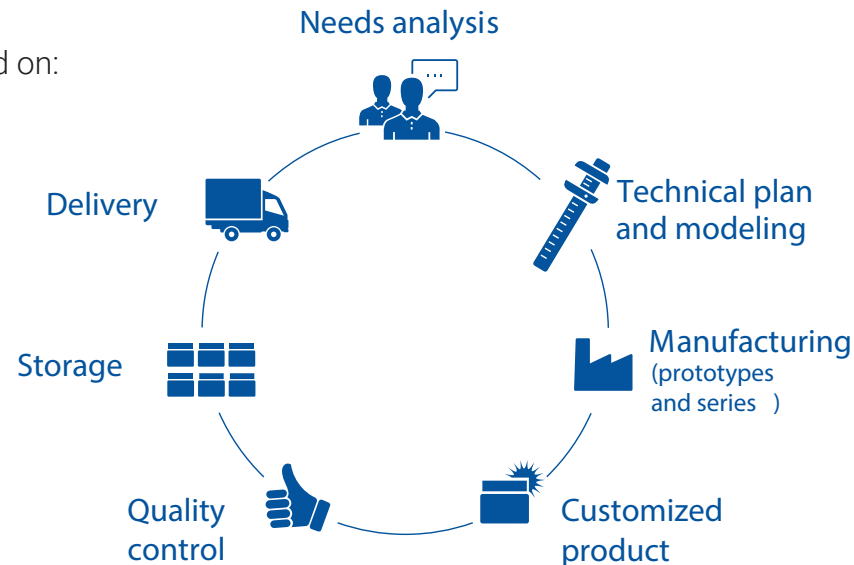 Needs analysis
d on:
Technical plan
and modeling
Manufacturing
(prototypes
and series )
Customized
product
Quality
control
Storage
Delivery
...